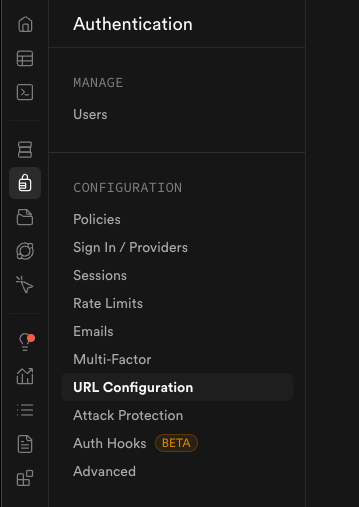 Authentication
MANAGE
Users
CONFIGURATION
Policies
Sign In / Providers
Sessions
Rate Limits
Emails
Multi-Factor
URL Configuration
Attack Protection
Auth Hooks BETA
Advanced